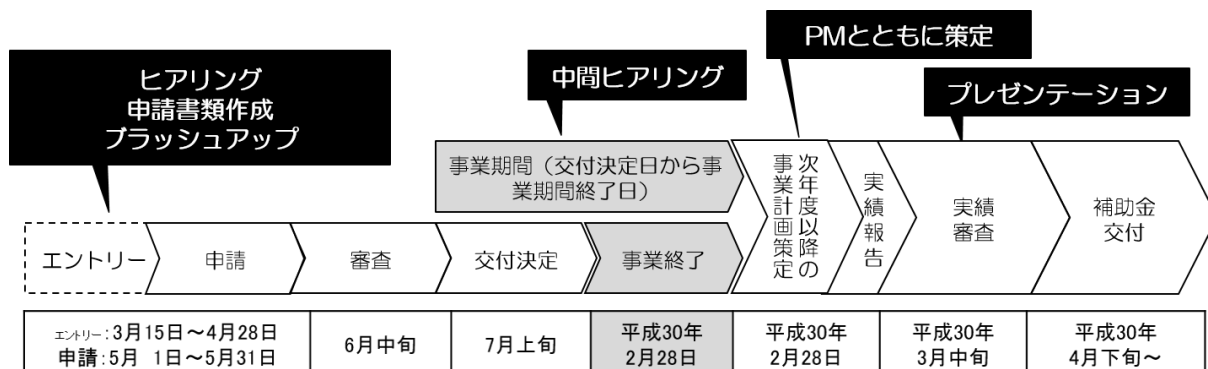 ヒアリング
申請書類作成
ブラッシュアップ
中間ヒアリング
PMとともに策定
プレゼンテーション
事業期間（交付決定日から事
業期間終了日）
エントリー
申請
審査
交付決定
事業終了
次年度以降の
事業計画策定
実績報告
実績
審査
補助金
交付
エントリー：3月15日～4月28日
申請：5月 1日～5月31日
6月中旬
7月上旬
平成30年
2月28日
平成30年
2月28日
平成30年
3月中旬
平成30年
4月下旬～